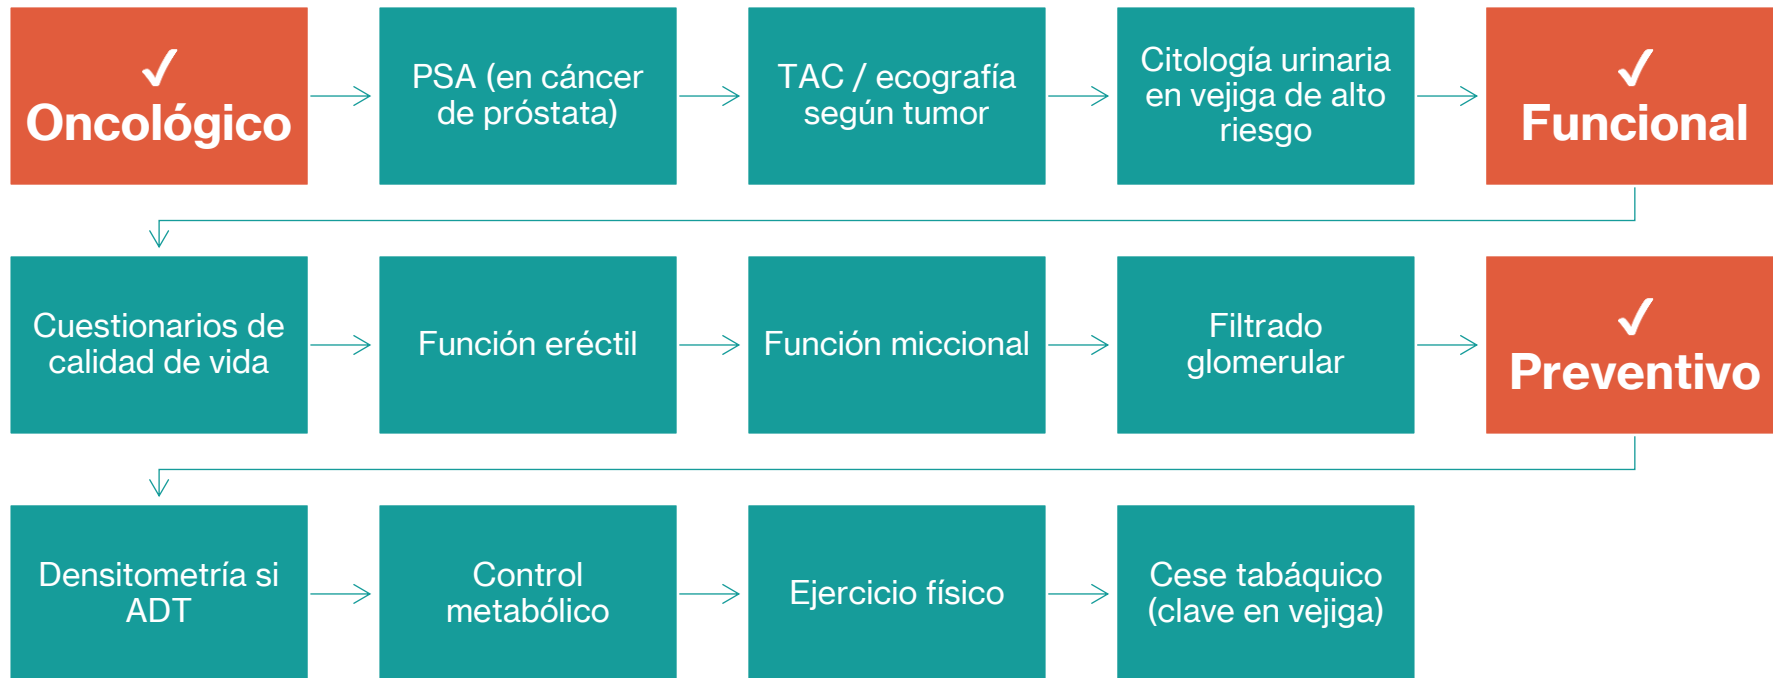 ✓
Oncológico
PSA (en cáncer
de próstata)
TAC / ecografía
según tumor
Citología urinaria
en vejiga de alto
riesgo
✓
Funcional
Cuestionarios de
calidad de vida
Función eréctil
Función miccional
Filtrado
glomerular
✓
Preventivo
Densitometría si
ADT
Control
metabólico
Ejercicio físico
Cese tabáquico
(clave en vejiga)